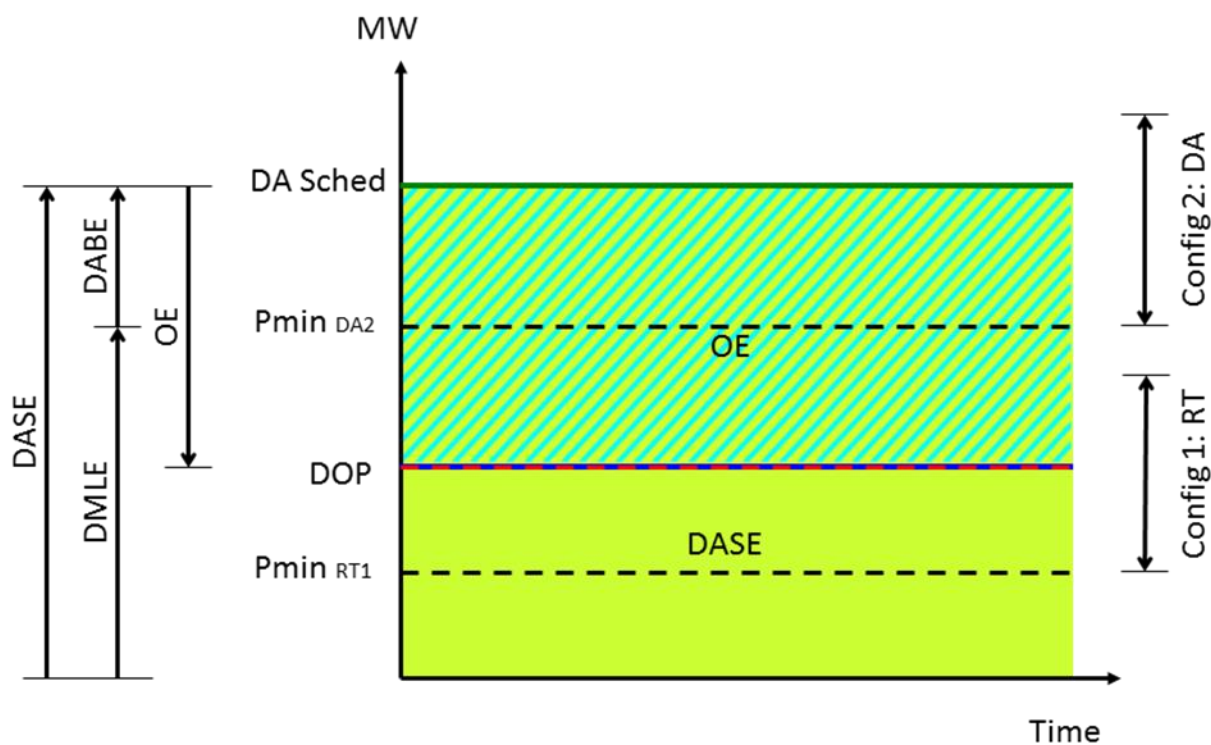 MW
DA Sched
Config 2: DA
DABE
OE
Pmin DA2
OE
DASE
Config 1: RT
DOP
DMLE
DASE
Pmin RT1
Time